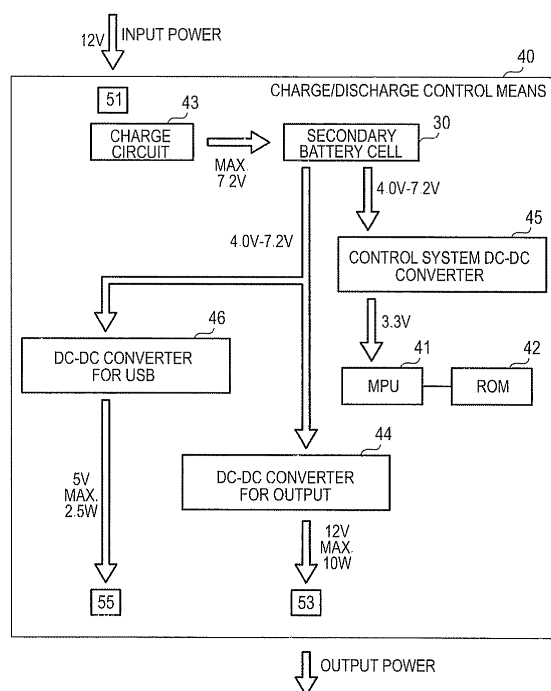 12V
INPUT POWER
40
CHARGE/DISCHARGE CONTROL MEANS
51
43
CHARGE
CIRCUIT
MAX.
7.2V
30
SECONDARY
BATTERY CELL
4.0V-7.2V
4.0V-7.2V
45
CONTROL SYSTEM DC-DC
CONVERTER
3.3V
46
DC-DC CONVERTER
FOR USB
41
MPU
42
ROM
44
DC-DC CONVERTER
FOR OUTPUT
5V
MAX.
2.5W
12V
MAX.
10W
55
53
OUTPUT POWER